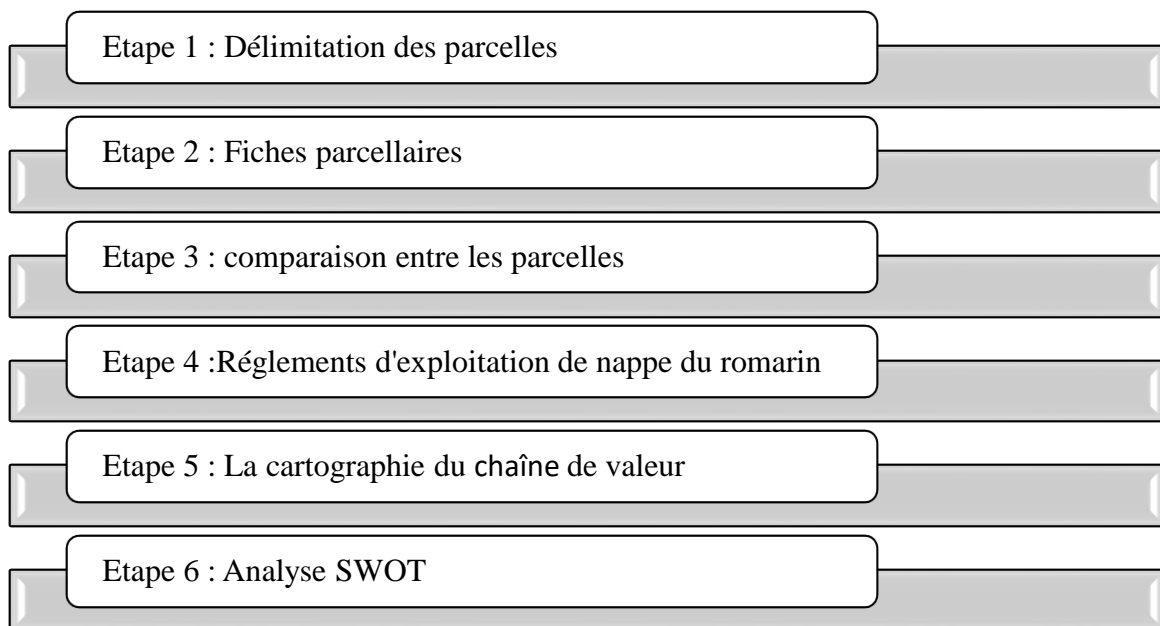 Etape 1 : Délimitation des parcelles
Etape 2 : Fiches parcellaires
Etape 3 : comparaison entre les parcelles
Etape 4 :Réglements d'exploitation de nappe du romarin
Etape 5 : La cartographie du chaîne de valeur
Etape 6 : Analyse SWOT